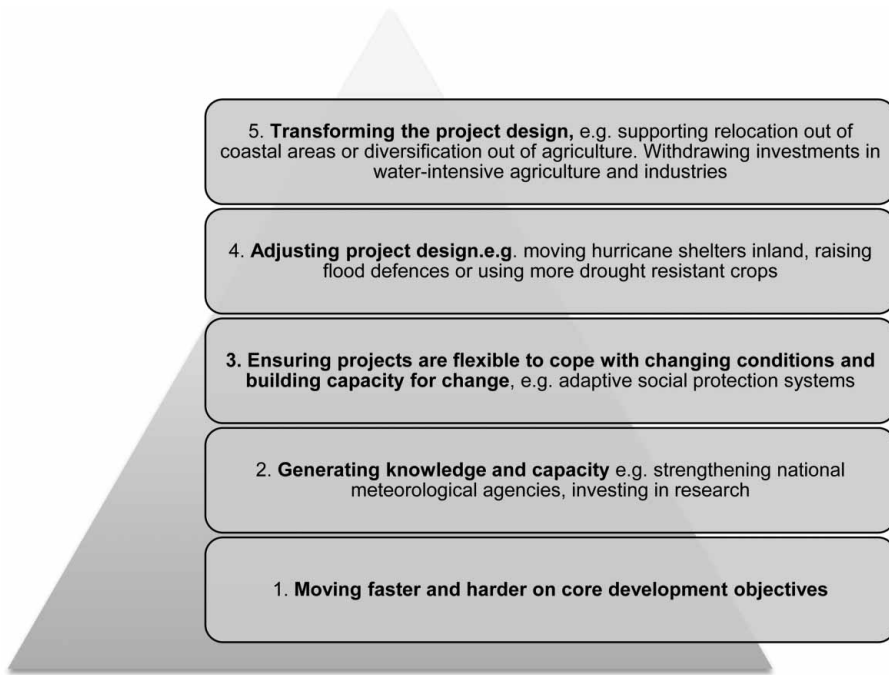 5. Transforming the project design, e.g. supporting relocation out of
coastal areas or diversification out of agriculture. Withdrawing investments in
water-intensive agriculture and industries
4. Adjusting project design.e.g. moving hurricane shelters inland, raising
flood defences or using more drought resistant crops
3. Ensuring projects are flexible to cope with changing conditions and
building capacity for change, e.g. adaptive social protection systems
2. Generating knowledge and capacity e.g. strengthening national
meteorological agencies, investing in research
1. Moving faster and harder on core development objectives